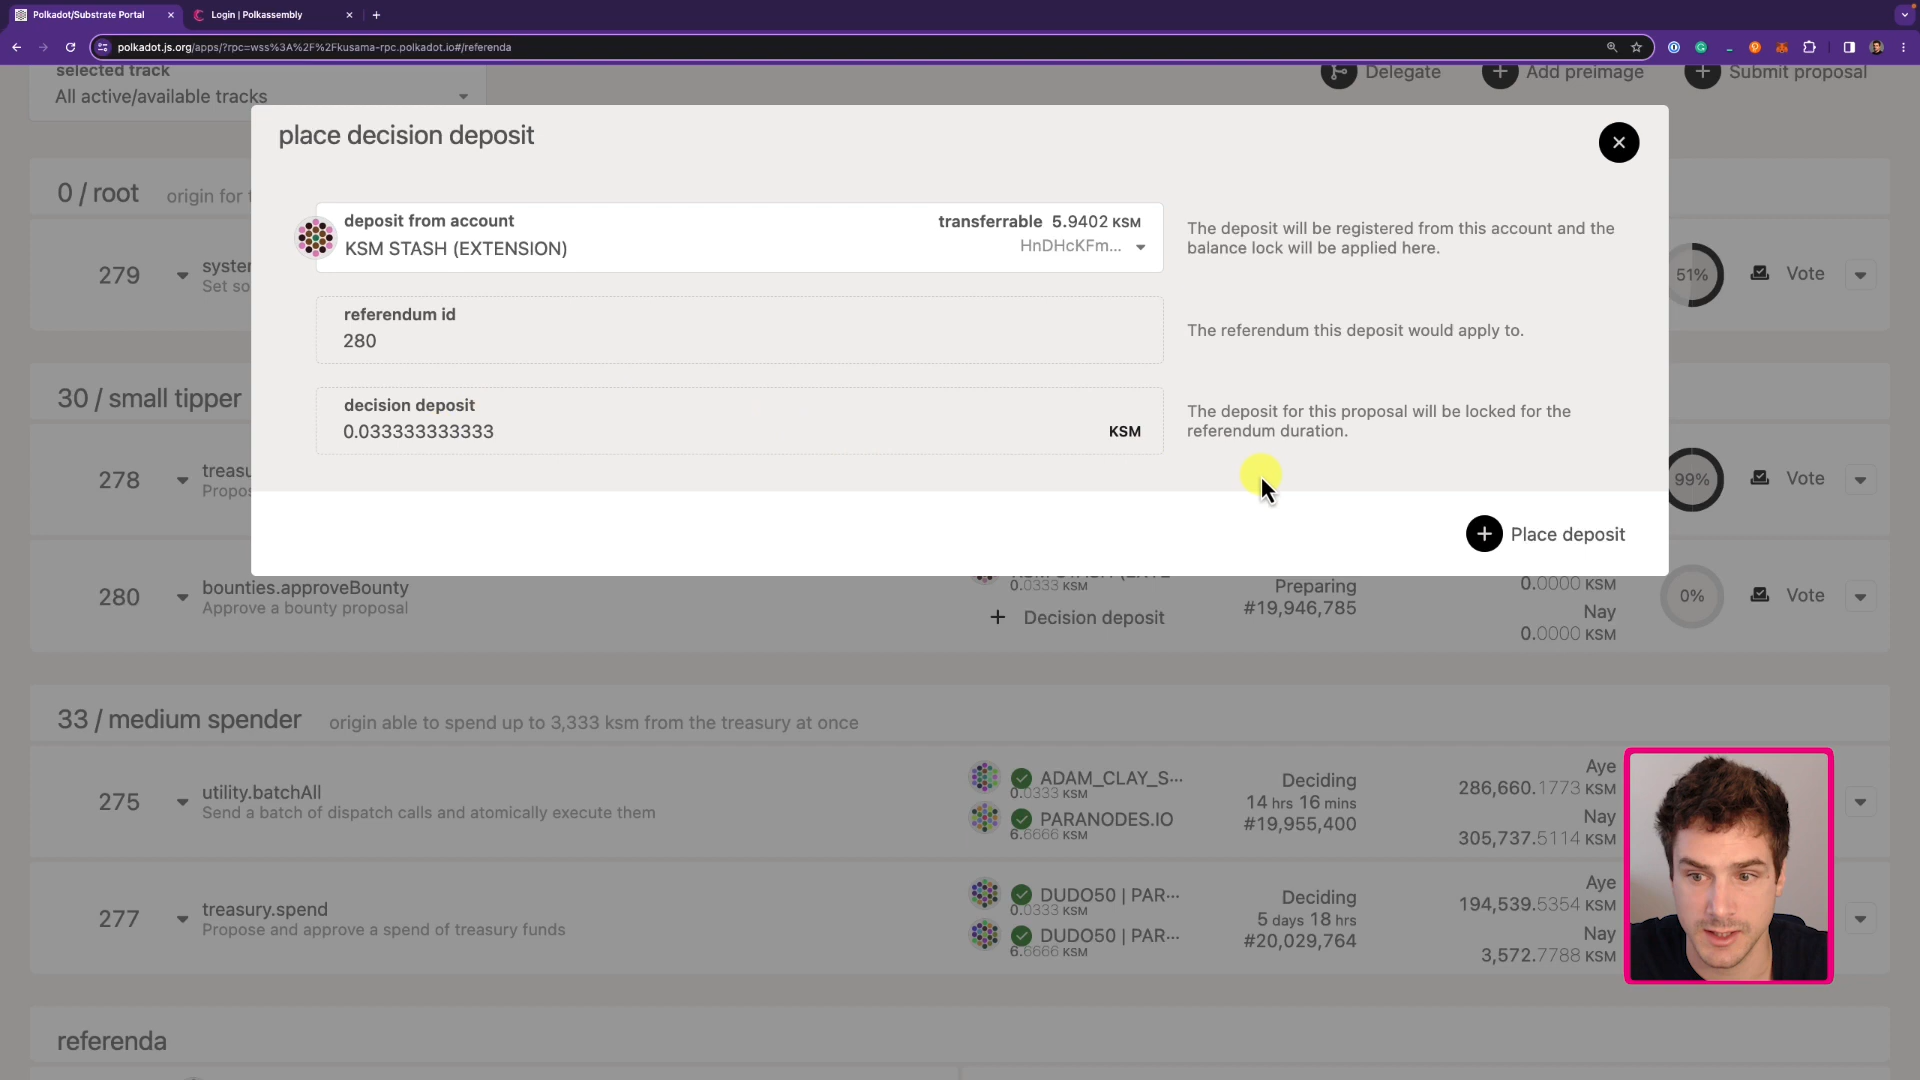 Polkadot/Substrate Portal
Login | Polkassembly
polkadot.js.org/apps/?rpc=wss%3A%2F%2Fkusama-rpc.polkadot.io#/referenda
selected track
All active/available tracks
Delegate
Add preimage
Submit proposal
place decision deposit
deposit from account
KSM STASH (EXTENSION)
transferrable 5.9402 KSM
HnDHcKFm...
The deposit will be registered from this account and the
balance lock will be applied here.
referendum id
280
The referendum this deposit would apply to.
decision deposit
0.033333333333
KSM
The deposit for this proposal will be locked for the
referendum duration.
Place deposit
0 / root
origin for
279
Set so
51%
Vote
30 / small tipper
278
treasu
Propos
99%
Vote
280
bounties.approveBounty
Approve a bounty proposal
0.0333 KSM
Decision deposit
Preparing
#19,946,785
0.0000 KSM
Nay
0.0000 KSM
0%
Vote
33 / medium spender
origin able to spend up to 3,333 ksm from the treasury at once
275
utility.batchAll
Send a batch of dispatch calls and atomically execute them
ADAM_CLAY_S...
0.0333 KSM
PARANODES.IO
6.6666 KSM
Deciding
14 hrs 16 mins
#19,955,400
Aye
286,660.1773 KSM
Nay
305,737.5114 KSM
277
treasury.spend
Propose and approve a spend of treasury funds
DUDO50 | PAR...
0.0333 KSM
DUDO50 | PAR...
6.6666 KSM
Deciding
5 days 18 hrs
#20,029,764
Aye
194,539.5354 KSM
Nay
3,572.7788 KSM
referenda